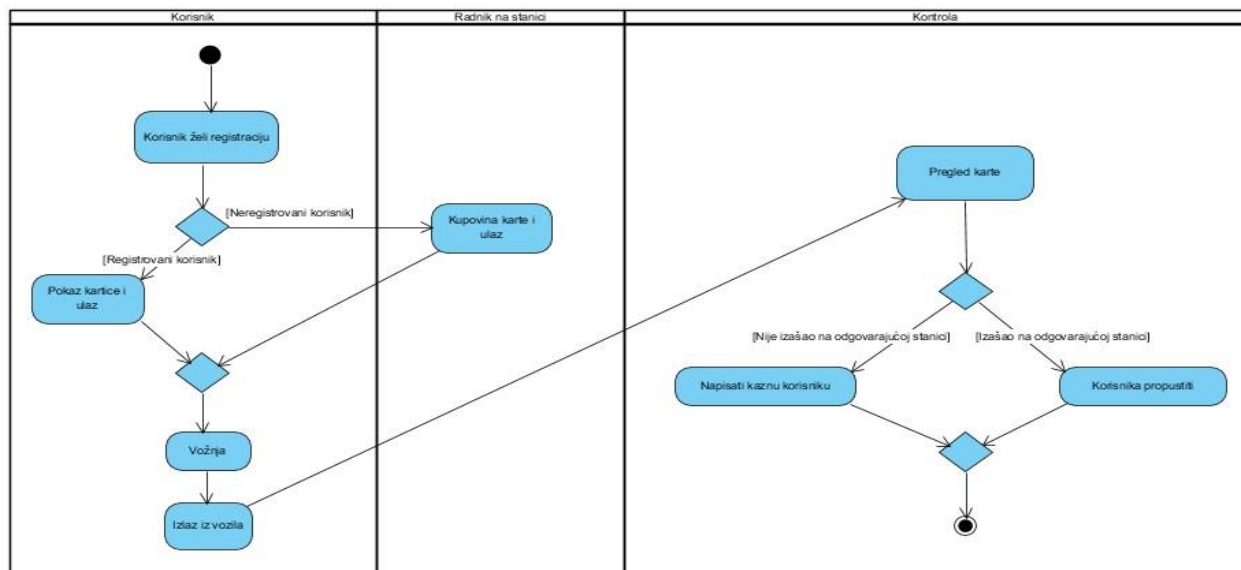 Korisnik
Radnik na stanici
Kontrola
Korisnik želi registraciju
[Neregistrovani korisnik]
Kupovina karte i
ulaz
[Registrovani korisnik]
Pokaz kartice i
ulaz
Vožnja
Izlaz iz vozila
Pregled karte
[Nije izašao na odgovarajućoj stanici]
[Izašao na odgovarajućoj stanici]
Napisati kaznu korisniku
Korisnika propustiti